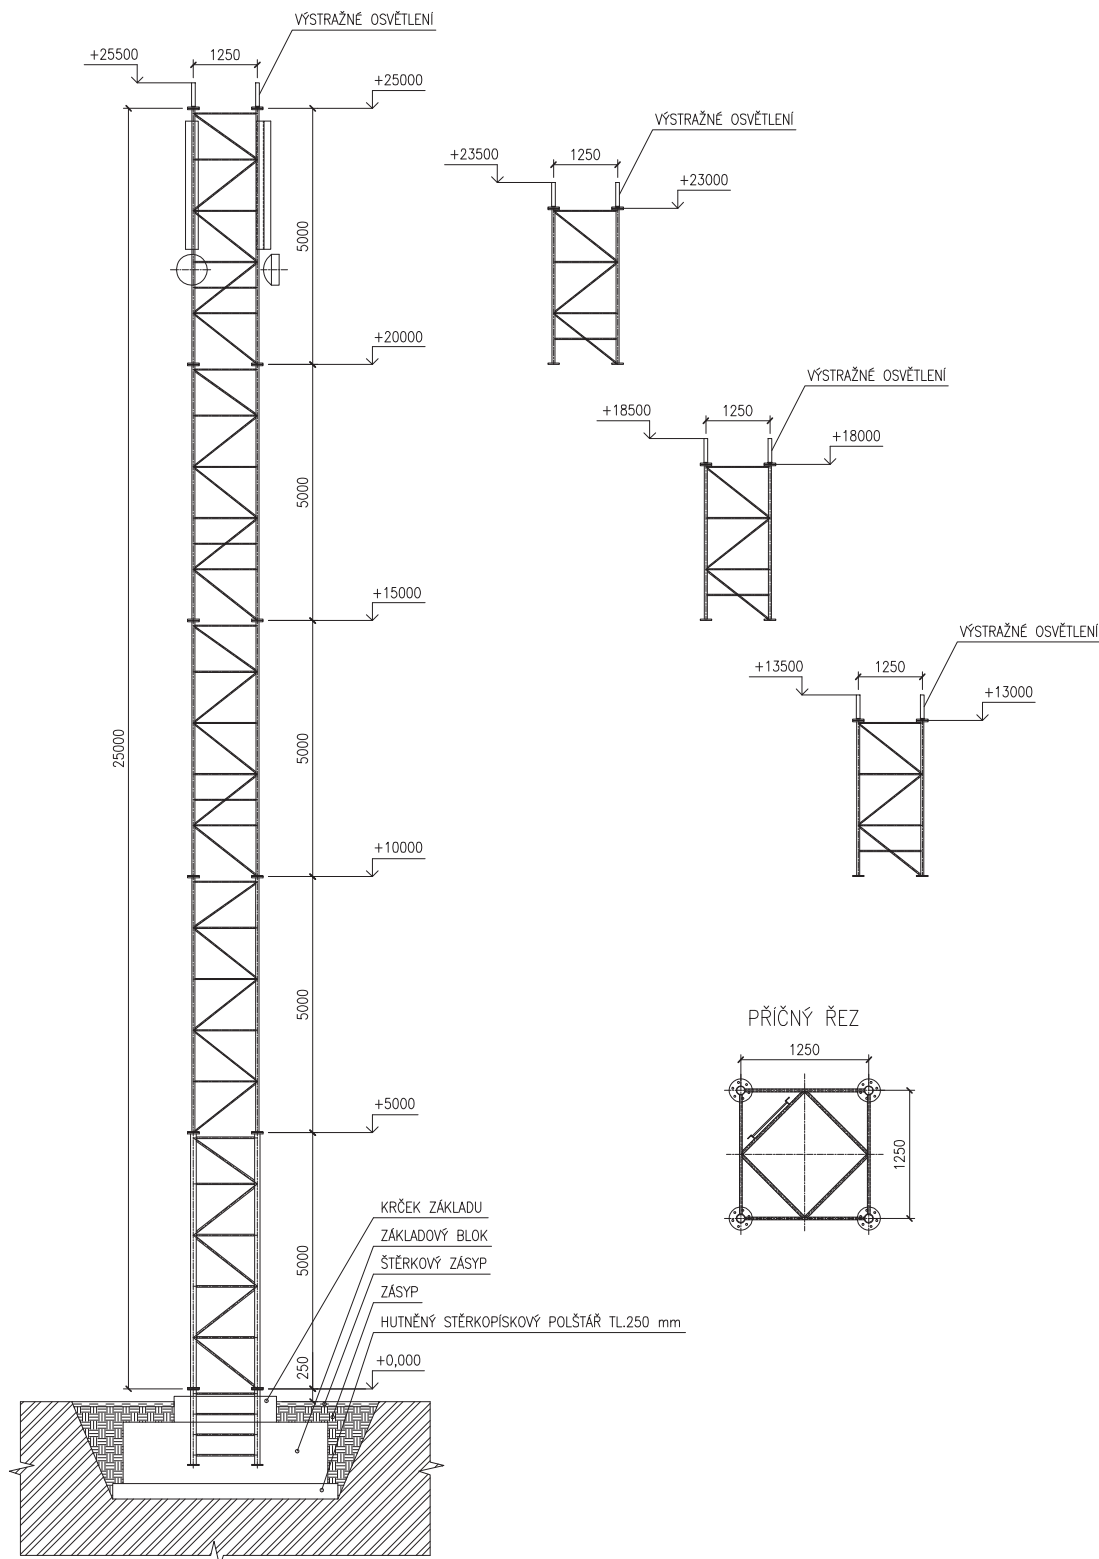 VÝSTRAŽNÉ OSVĚTLENÍ
+25500
1250
+25000
VÝSTRAŽNÉ OSVĚTLENÍ
+23500
1250
+23000
5000
+20000
VÝSTRAŽNÉ OSVĚTLENÍ
+18500
1250
+18000
5000
+15000
VÝSTRAŽNÉ OSVĚTLENÍ
+13500
1250
+13000
25000
5000
+10000
5000
PŘÍČNÝ ŘEZ
1250
1250
+5000
KRČEK ZÁKLADU
ZÁKLADOVÝ BLOK
ŠTĚRKOVÝ ZÁSYP
5000
ZÁSYP
HUTNĚNÝ STĚRKOPÍSKOVÝ POLŠTÁŘ TL.250 mm
250
+0,000